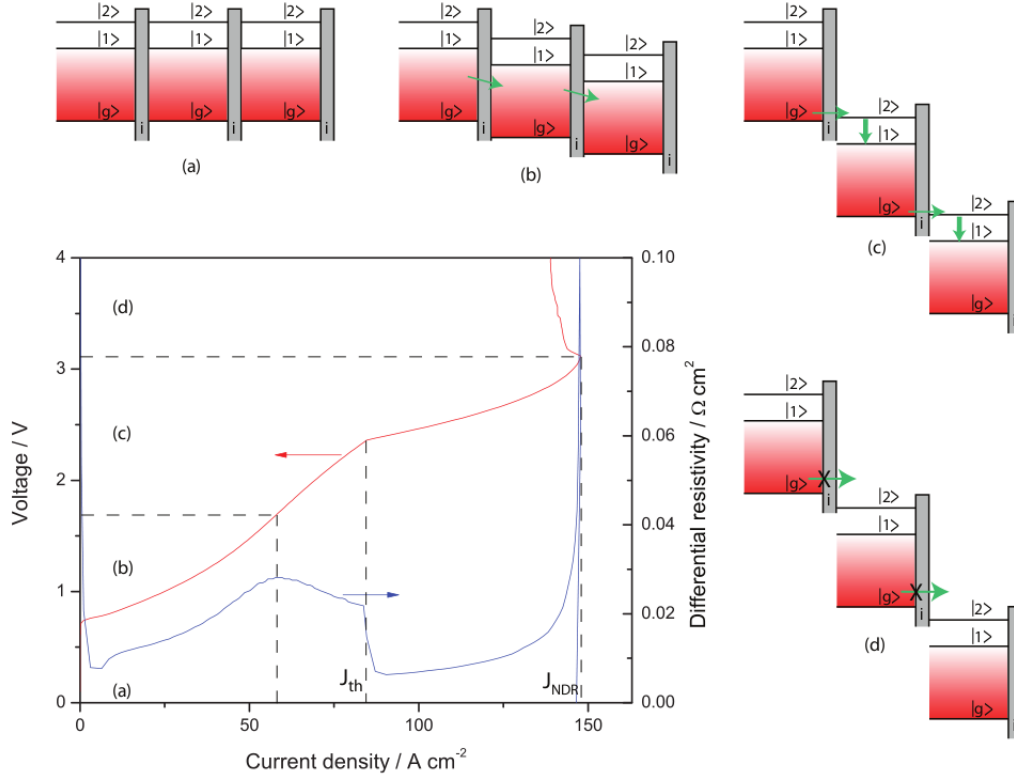 |2> |2> |2>
|1> |1> |1>
|g> |g> |g>
i i i
(a)
|2>
|1>
|g>
i
|2>
|1>
|g>
i
|2>
|1>
|g>
i
(b)
|2>
|1>
|g>
i
|2>
|1>
|g>
i
|2>
|1>
|g>
(c)
4
3
2
1
0
Voltage / V
(d)
(c)
(b)
(a)
J_th
J_NDR
0.10
0.08
0.06
0.04
0.02
0.00
Differential resistivity / Ω cm²
0 50 100 150
Current density / A cm⁻²
|2>
|1>
|g>
X
i
|2>
|1>
|g>
X
i
|2>
|1>
|g>
i
(d)